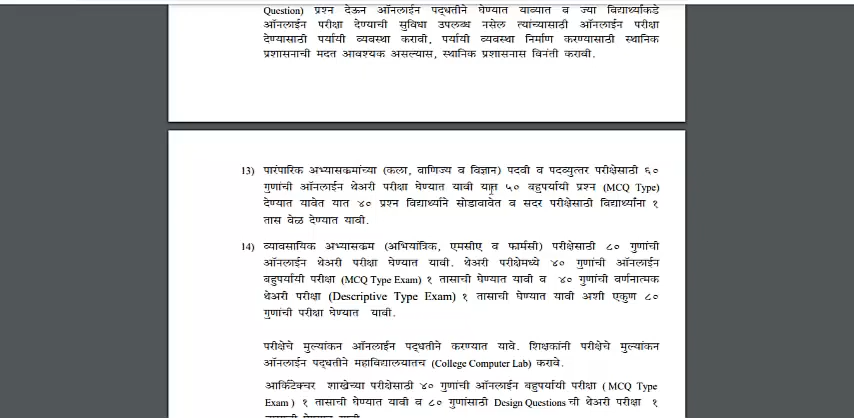 Question) प्रश्न देऊन ऑनलाईन पद्धतीने घेण्यात याव्यात व ज्या विद्यार्थ्यांकडे
ऑनलाईन परीक्षा देण्याची सुविधा उपलब्ध नसेल त्यांच्यासाठी ऑनलाईन परीक्षा
देण्यासाठी पर्यायी व्यवस्था करावी, पर्यायी व्यवस्था निर्माण करण्यासाठी स्थानिक
प्रशासनाची मदत आवश्यक असल्यास, स्थानिक प्रशासनास विनंती करावी.
13) पारंपारिक अभ्यासक्रमांच्या (कला, वाणिज्य व विज्ञान) पदवी व पदव्युत्तर परीक्षेसाठी ६०
गुणांची ऑनलाईन थेअरी परीक्षा घेण्यात यावी यात ५० बहुपर्यायी प्रश्न (MCQ Type)
देण्यात यावेत यात ४० प्रश्न विद्यार्थ्याने सोडावावेत व सदर परीक्षेसाठी विद्यार्थ्यांना १
तास वेळ देण्यात यावी.
14) व्यावसायिक अभ्यासक्रम (अभियांत्रिक, एमसीए व फार्मसी) परीक्षेसाठी ८० गुणांची
ऑनलाईन थेअरी परीक्षा घेण्यात यावी. थेअरी परीक्षेमध्ये ४० गुणांची ऑनलाईन
बहुपर्यायी परीक्षा (MCQ Type Exam) १ तासाची घेण्यात यावी व ४० गुणांची वर्णनात्मक
थेअरी परीक्षा (Descriptive Type Exam) १ तासाची घेण्यात यावी अशी एकुण ८०
गुणांची परीक्षा घेण्यात यावी.
परीक्षेचे मुल्यांकन ऑनलाईन पद्धतीने करण्यात यावे. शिक्षकांनी परीक्षेचे मुल्यांकन
ऑनलाईन पद्धतीने महाविद्यालयातच (College Computer Lab) करावे.
आर्किटेक्चर शाखेच्या परीक्षेसाठी ४० गुणांची ऑनलाईन बहुपर्यायी परीक्षा ( MCQ Type
Exam ) १ तासाची घेण्यात यावी व ८० गुणांसाठी Design Questions ची थेअरी परीक्षा १